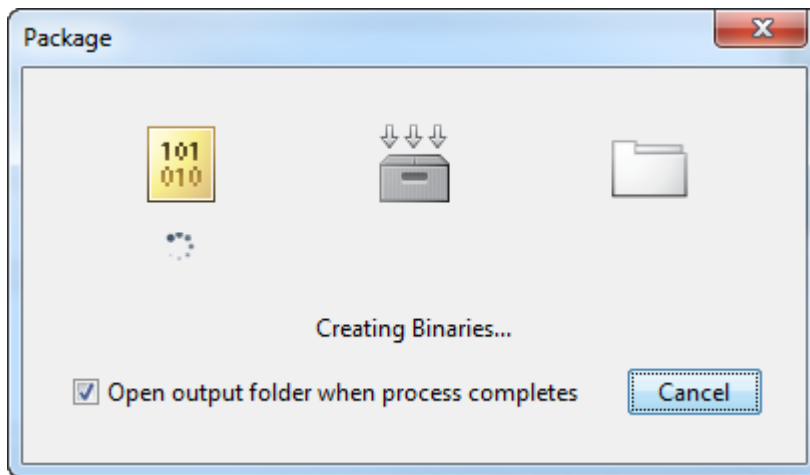 Package
101
010
Creating Binaries...
Open output folder when process completes
Cancel